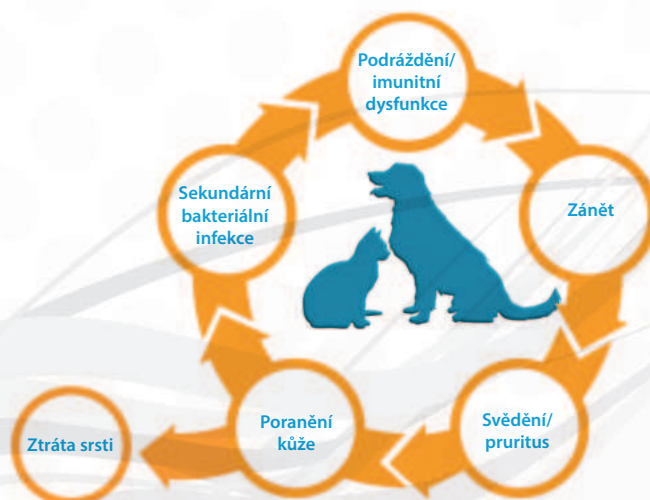 Podráždění/
imunitní
dysfunkce
Zánět
Svědění/
pruritus
Poranění
kůže
Ztráta srsti
Sekundární
bakteriální
infekce